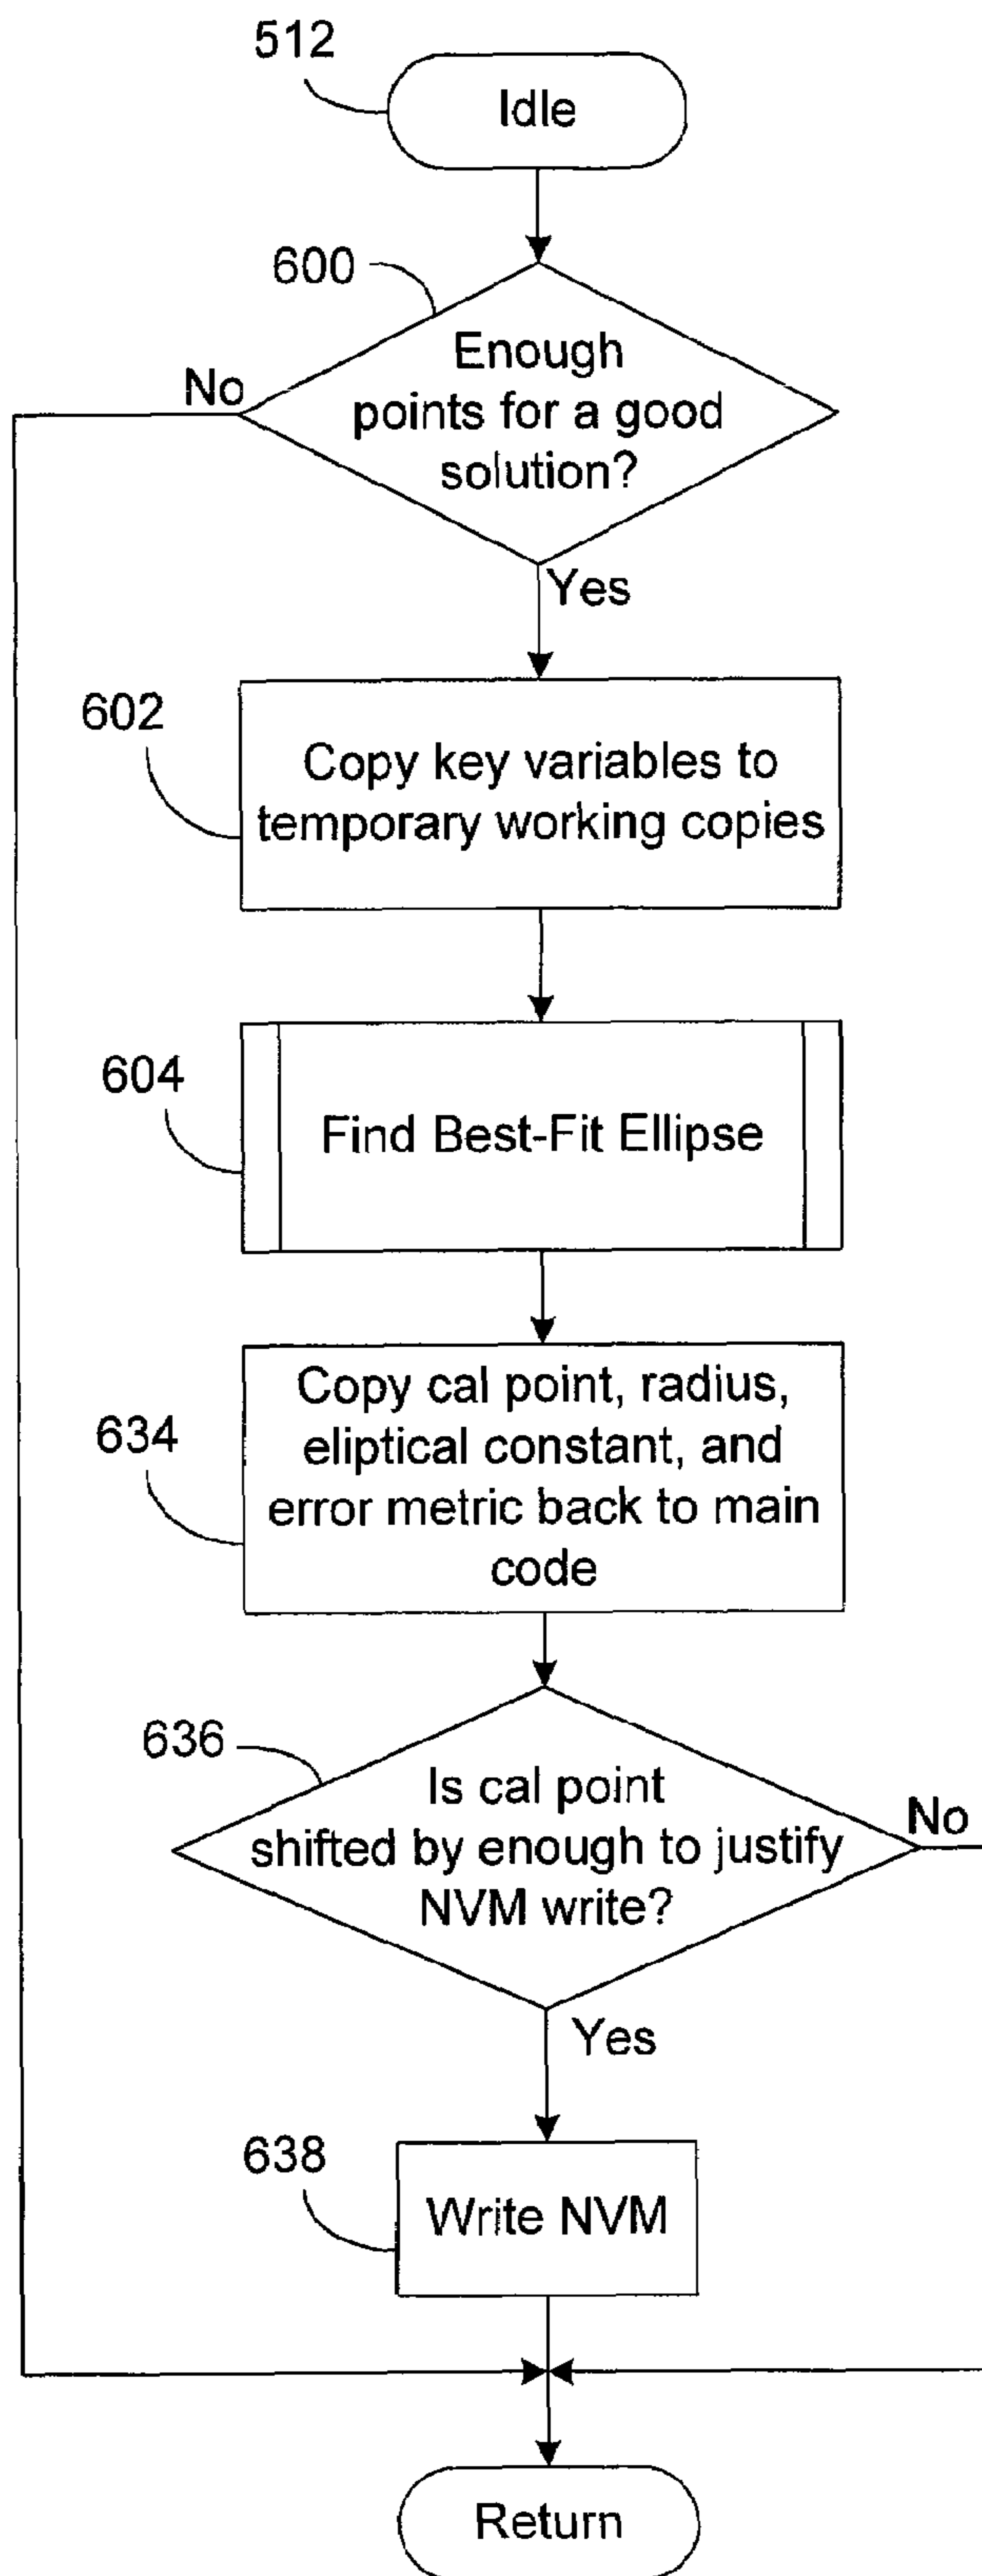 512
Idle
600
Enough
points for a good
solution?
No
Yes
602
Copy key variables to
temporary working copies
604
Find Best-Fit Ellipse
634
Copy cal point, radius,
eliptical constant, and
error metric back to main
code
636
Is cal point
shifted by enough to justify
NVM write?
No
Yes
638
Write NVM
Return